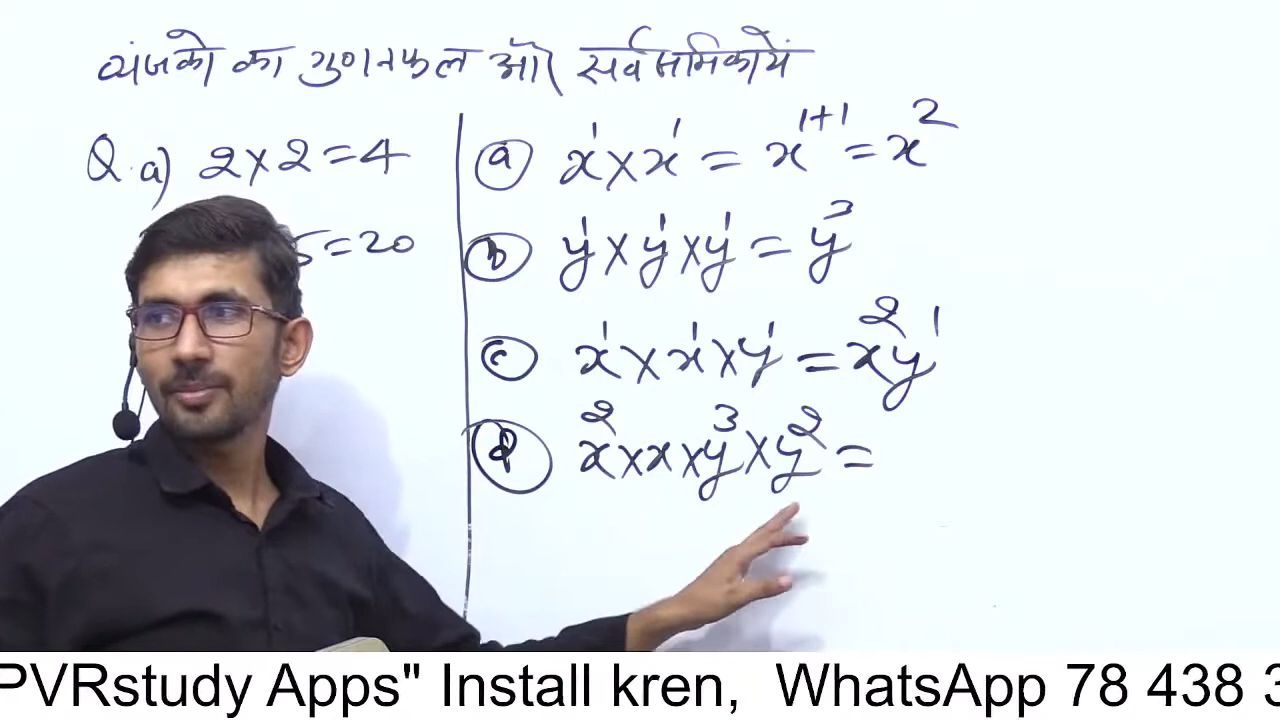 व्यंजको का गुणनफल और सर्वसमिकायें
Q. a) 2×2=4
5=20
(a) x¹×x¹ = x¹⁺¹ = x²
(b) y¹×y¹×y¹ = y³
(c) x¹×x¹×y¹ = x²y¹
(d) x²×x×y³×y² =
PVRstudy Apps" Install kren, WhatsApp 78 438 3